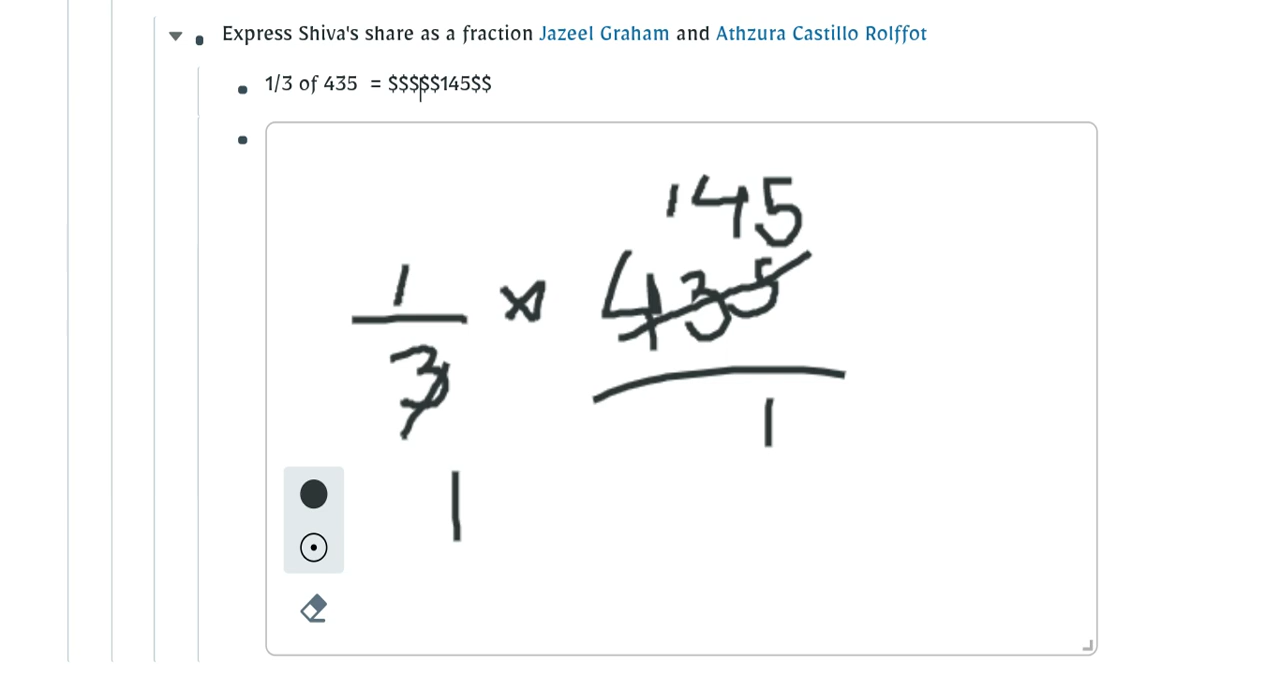 Express Shiva's share as a fraction Jazeel Graham and Athzura Castillo Rolffot
1/3 of 435 = $$$$$145$$
145
1 × 435
3 1
1